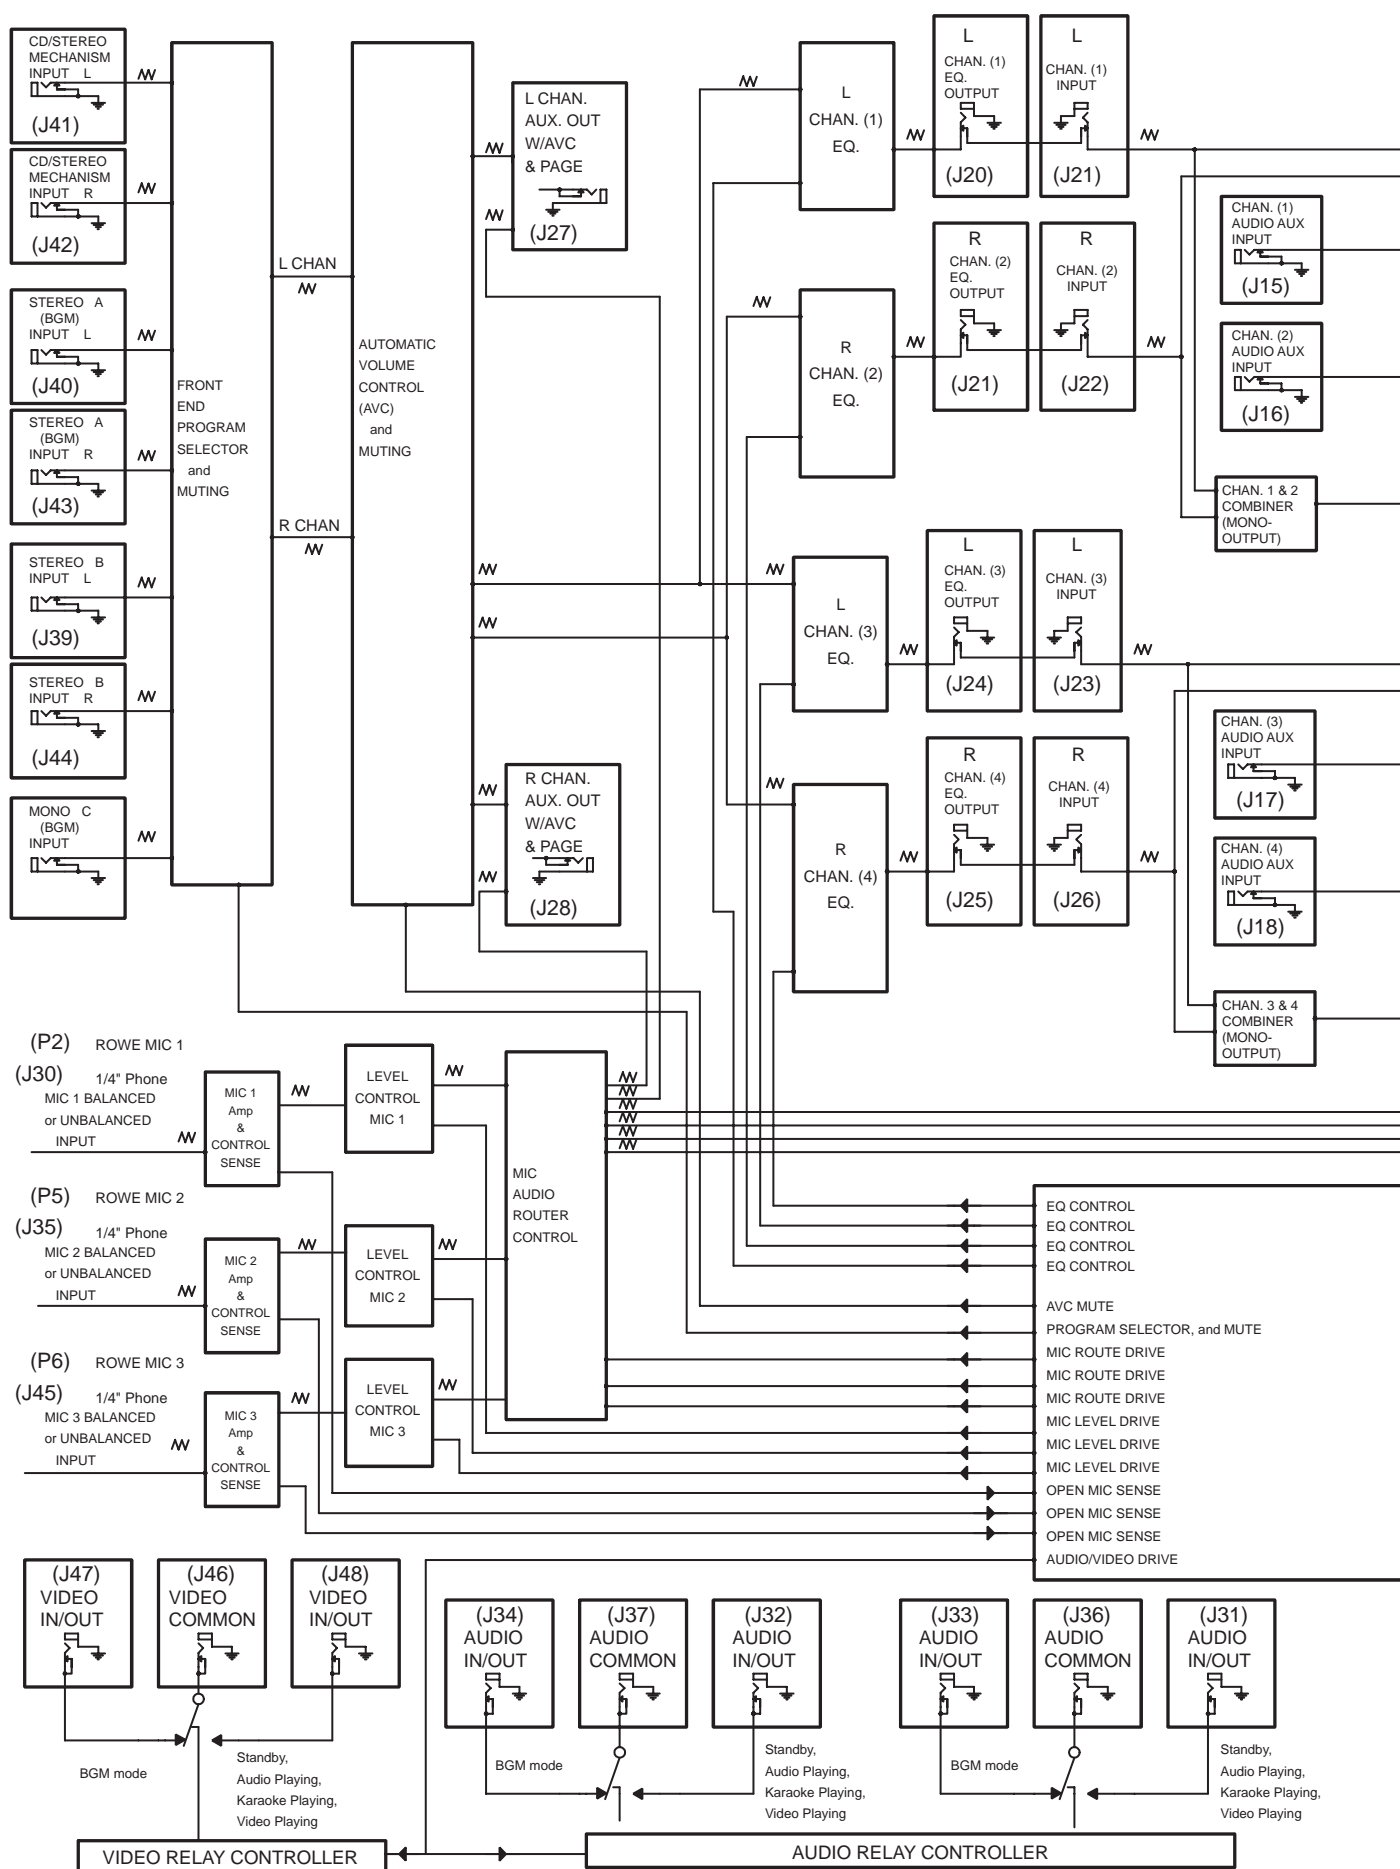 CD/STEREO
MECHANISM
INPUT L
(J41)
CD/STEREO
MECHANISM
INPUT R
(J42)
STEREO A
(BGM)
INPUT L
(J40)
STEREO A
(BGM)
INPUT R
(J43)
STEREO B
INPUT L
(J39)
STEREO B
INPUT R
(J44)
MONO C
(BGM)
INPUT
FRONT
END
PROGRAM
SELECTOR
and
MUTING
L CHAN
R CHAN
AUTOMATIC
VOLUME
CONTROL
(AVC)
and
MUTING
L CHAN.
AUX. OUT
W/AVC
& PAGE
(J27)
R CHAN.
AUX. OUT
W/AVC
& PAGE
(J28)
L
CHAN. (1)
EQ.
L
CHAN. (1)
EQ.
OUTPUT
(J20)
L
CHAN. (1)
INPUT
(J21)
R
CHAN. (2)
EQ.
R
CHAN. (2)
EQ.
OUTPUT
(J21)
R
CHAN. (2)
INPUT
(J22)
CHAN. (1)
AUDIO AUX
INPUT
(J15)
CHAN. (2)
AUDIO AUX
INPUT
(J16)
CHAN. 1 & 2
COMBINER
(MONO-
OUTPUT)
L
CHAN. (3)
EQ.
L
CHAN. (3)
EQ.
OUTPUT
(J24)
L
CHAN. (3)
INPUT
(J23)
R
CHAN. (4)
EQ.
R
CHAN. (4)
EQ.
OUTPUT
(J25)
R
CHAN. (4)
INPUT
(J26)
CHAN. (3)
AUDIO AUX
INPUT
(J17)
CHAN. (4)
AUDIO AUX
INPUT
(J18)
CHAN. 3 & 4
COMBINER
(MONO-
OUTPUT)
(P2) ROWE MIC 1
(J30) 1/4" Phone
MIC 1 BALANCED
or UNBALANCED
INPUT
MIC 1
Amp
&
CONTROL
SENSE
LEVEL
CONTROL
MIC 1
(P5) ROWE MIC 2
(J35) 1/4" Phone
MIC 2 BALANCED
or UNBALANCED
INPUT
MIC 2
Amp
&
CONTROL
SENSE
LEVEL
CONTROL
MIC 2
(P6) ROWE MIC 3
(J45) 1/4" Phone
MIC 3 BALANCED
or UNBALANCED
INPUT
MIC 3
Amp
&
CONTROL
SENSE
LEVEL
CONTROL
MIC 3
MIC
AUDIO
ROUTER
CONTROL
EQ CONTROL
EQ CONTROL
EQ CONTROL
EQ CONTROL
AVC MUTE
PROGRAM SELECTOR, and MUTE
MIC ROUTE DRIVE
MIC ROUTE DRIVE
MIC ROUTE DRIVE
MIC LEVEL DRIVE
MIC LEVEL DRIVE
MIC LEVEL DRIVE
OPEN MIC SENSE
OPEN MIC SENSE
OPEN MIC SENSE
AUDIO/VIDEO DRIVE
(J47)
VIDEO
IN/OUT
(J46)
VIDEO
COMMON
(J48)
VIDEO
IN/OUT
BGM mode
Standby,
Audio Playing,
Karaoke Playing,
Video Playing
VIDEO RELAY CONTROLLER
(J34)
AUDIO
IN/OUT
(J37)
AUDIO
COMMON
(J32)
AUDIO
IN/OUT
BGM mode
Standby,
Audio Playing,
Karaoke Playing,
Video Playing
(J33)
AUDIO
IN/OUT
(J36)
AUDIO
COMMON
(J31)
AUDIO
IN/OUT
BGM mode
Standby,
Audio Playing,
Karaoke Playing,
Video Playing
AUDIO RELAY CONTROLLER